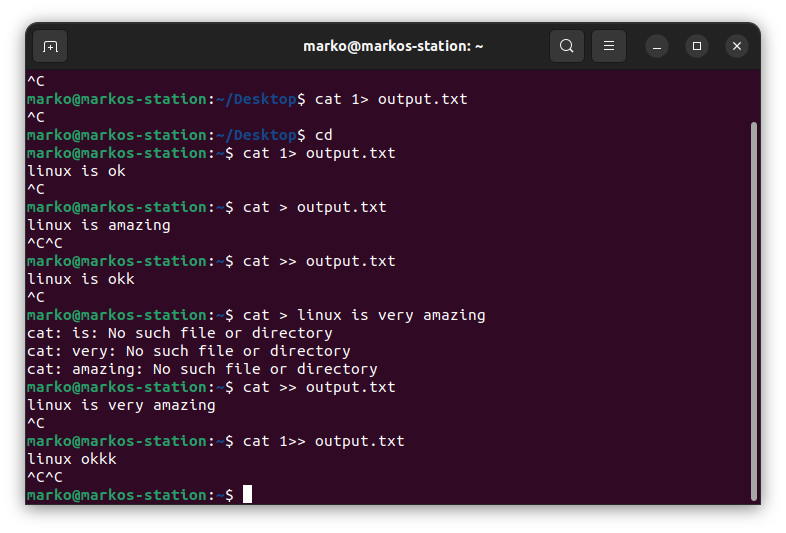 marko@markos-station: ~
^C
marko@markos-station:~/Desktop$ cat 1> output.txt
^C
marko@markos-station:~/Desktop$ cd
marko@markos-station:~$ cat 1> output.txt
linux is ok
^C
marko@markos-station:~$ cat > output.txt
linux is amazing
^C^C
marko@markos-station:~$ cat >> output.txt
linux is okk
^C
marko@markos-station:~$ cat > linux is very amazing
cat: is: No such file or directory
cat: very: No such file or directory
cat: amazing: No such file or directory
marko@markos-station:~$ cat >> output.txt
linux is very amazing
^C
marko@markos-station:~$ cat 1>> output.txt
linux okkk
^C^C
marko@markos-station:~$